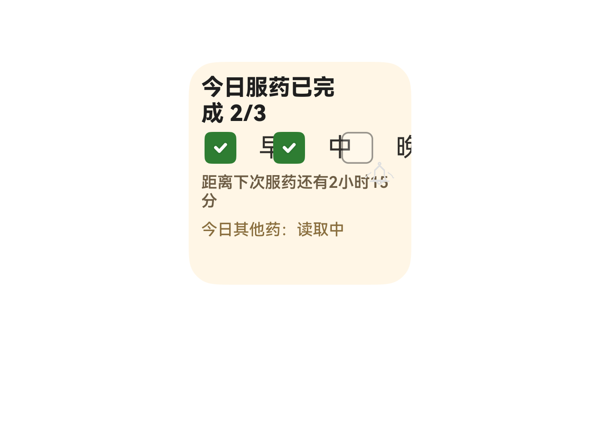 今日服药已完
成 2/3
早 中 晚
距离下次服药还有2小时15
分
今日其他药：读取中